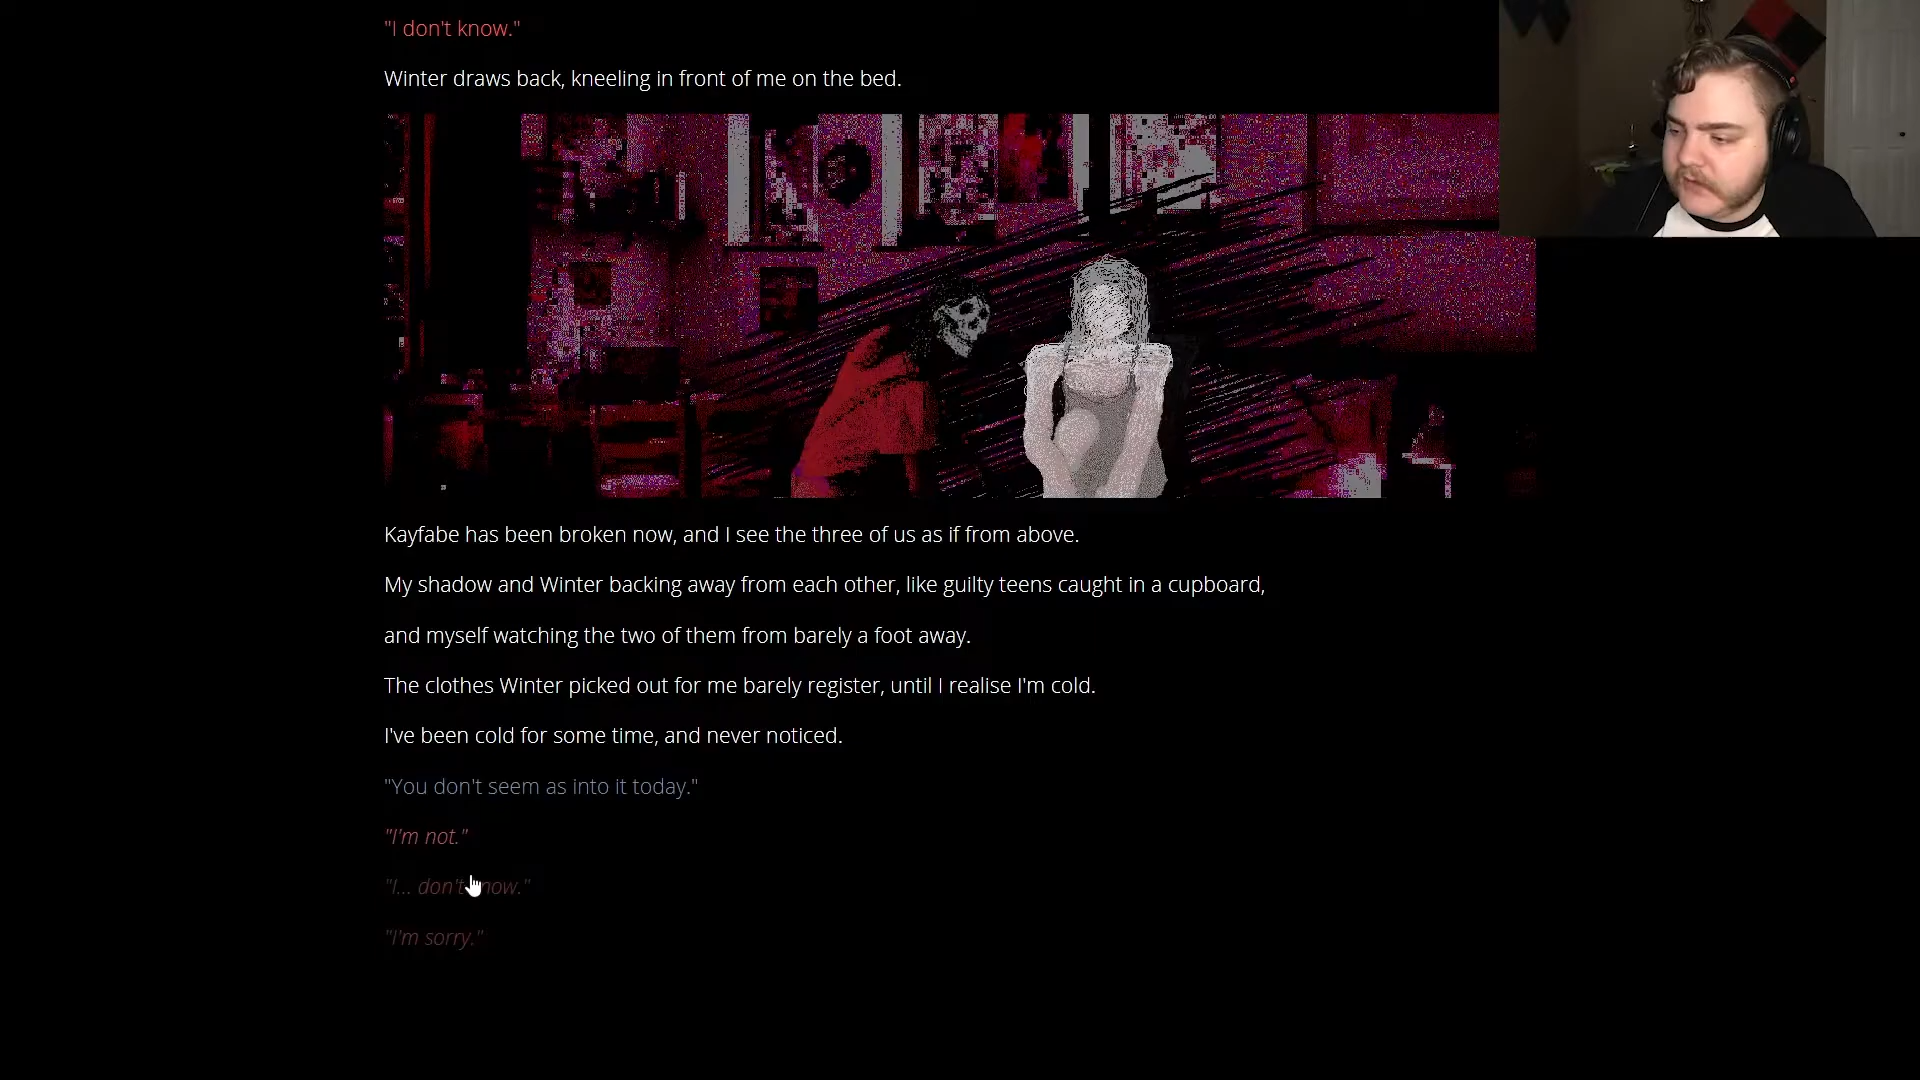 "I don't know."
Winter draws back, kneeling in front of me on the bed.
Kayfabe has been broken now, and I see the three of us as if from above.
My shadow and Winter backing away from each other, like guilty teens caught in a cupboard,
and myself watching the two of them from barely a foot away.
The clothes Winter picked out for me barely register, until I realise I'm cold.
I've been cold for some time, and never noticed.
"You don't seem as into it today."
"I'm not."
"I... don't know."
"I'm sorry."